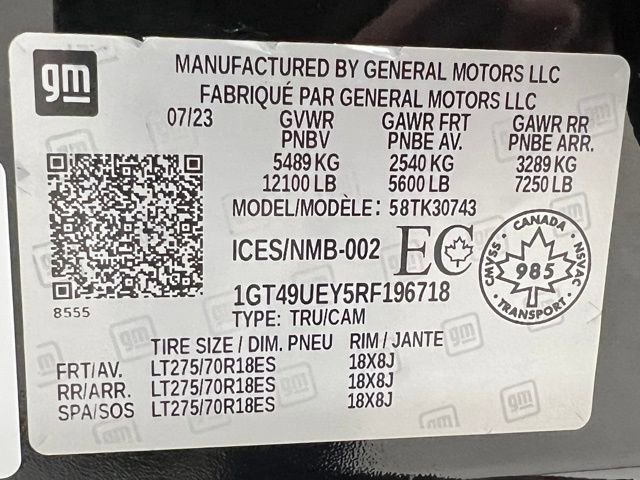 gm
MANUFACTURED BY GENERAL MOTORS LLC
FABRIQUÉ PAR GENERAL MOTORS LLC
07/23 GVWR GAWR FRT GAWR RR
PNBV PNBE AV. PNBE ARR.
5489 KG 2540 KG 3289 KG
12100 LB 5600 LB 7250 LB
MODEL/MODÈLE: 58TK30743
ICES/NMB-002 EC
CANADA
CMVSS 985 NSVAC
TRANSPORT
8555
1GT49UEY5RF196718
TYPE: TRU/CAM
TIRE SIZE / DIM. PNEU RIM / JANTE
FRT/AV. LT275/70R18ES 18X8J
RR/ARR. LT275/70R18ES 18X8J
SPA/SOS LT275/70R18ES 18X8J